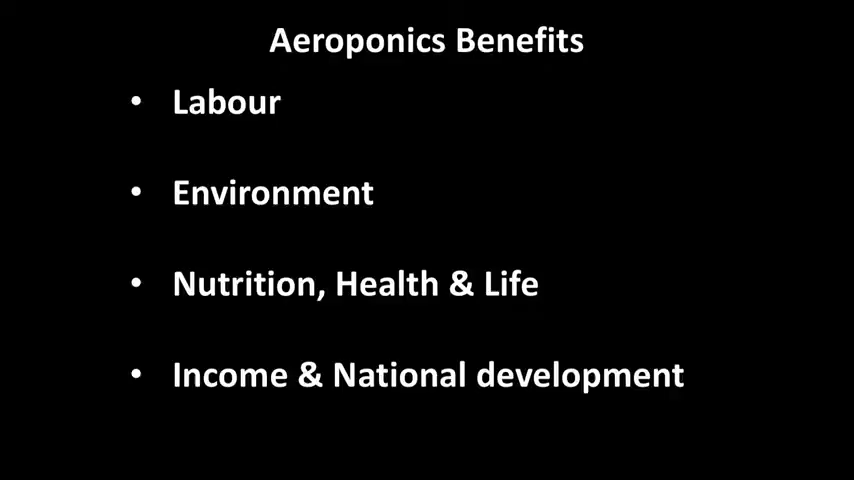 Aeroponics Benefits
• Labour
• Environment
• Nutrition, Health & Life
• Income & National development